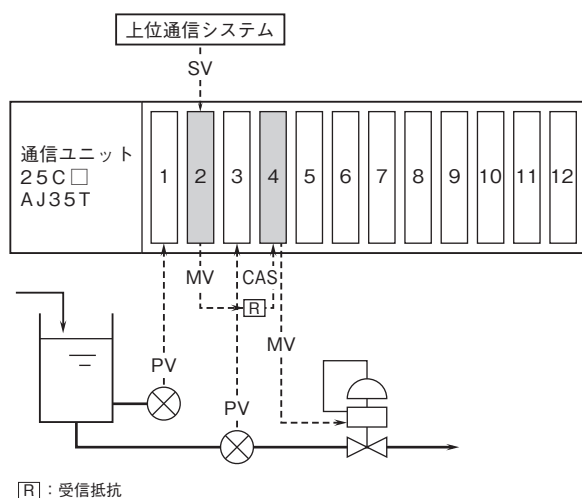 上位通信システム
SV
通信ユニット
25C□
AJ35T
1 2 3 4 5 6 7 8 9 10 11 12
MV CAS
R
MV
PV
PV
R：受信抵抗